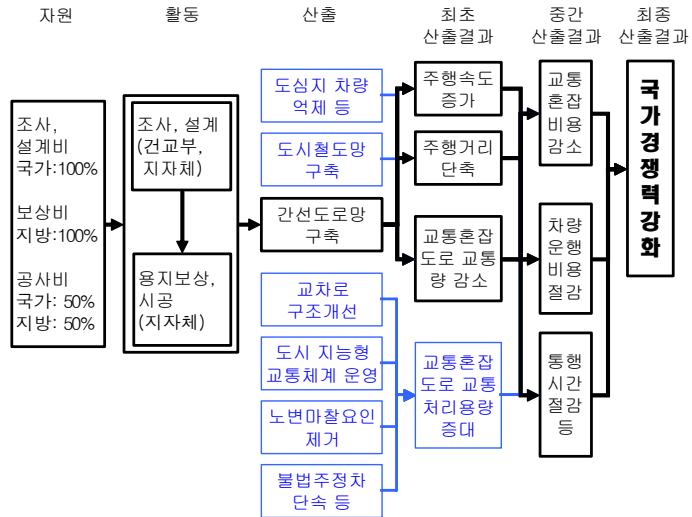 자원
활동
산출
최초
산출결과
중간
산출결과
최종
산출결과
조사,
설계비
국가:100%
보상비
지방:100%
공사비
국가: 50%
지방: 50%
조사, 설계
(건교부,
지자체)
용지보상,
시공
(지자체)
도심지 차량
억제 등
도시철도망
구축
간선도로망
구축
교차로
구조개선
도시 지능형
교통체계 운영
노변마찰요인
제거
불법주정차
단속 등
주행속도
증가
주행거리
단축
교통혼잡
도로 교통
량 감소
교통혼잡
도로 교통
처리용량
증대
교통
혼잡
비용
감소
차량
운행
비용
절감
통행
시간
절감
등
국가경쟁력강화